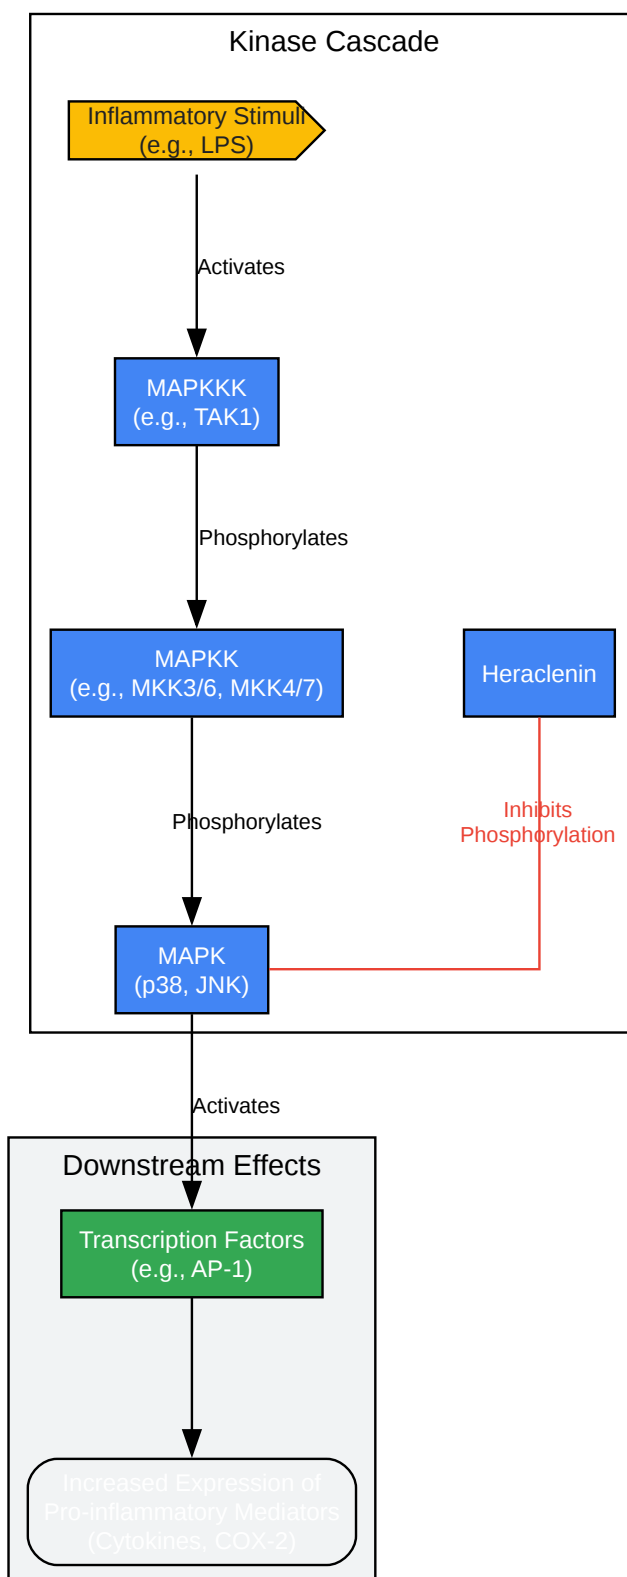 Kinase Cascade
Inflammatory Stimuli
(e.g., LPS)
Activates
MAPKKK
(e.g., TAK1)
Phosphorylates
MAPKK
(e.g., MKK3/6, MKK4/7)
Heraclenin
Inhibits
Phosphorylation
Phosphorylates
MAPK
(p38, JNK)
Activates
Downstream Effects
Transcription Factors
(e.g., AP-1)
Increased Expression of
Pro-inflammatory Mediators
(Cytokines, COX-2)